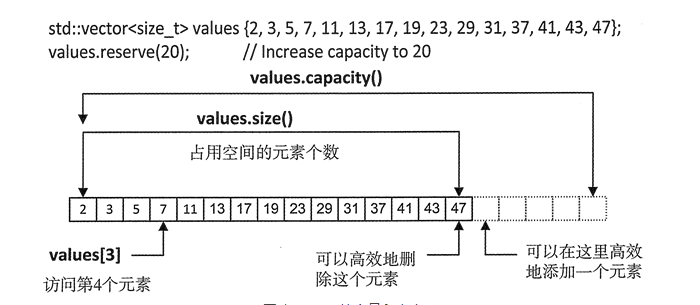 std::vector<size_t> values {2, 3, 5, 7, 11, 13, 17, 19, 23, 29, 31, 37, 41, 43, 47};
values.reserve(20); // Increase capacity to 20
values.capacity()
values.size()
占用空间的元素个数
2 3 5 7 11 13 17 19 23 29 31 37 41 43 47
values[3]
访问第4个元素
可以高效地删
除这个元素
可以在这里高效
地添加一个元素